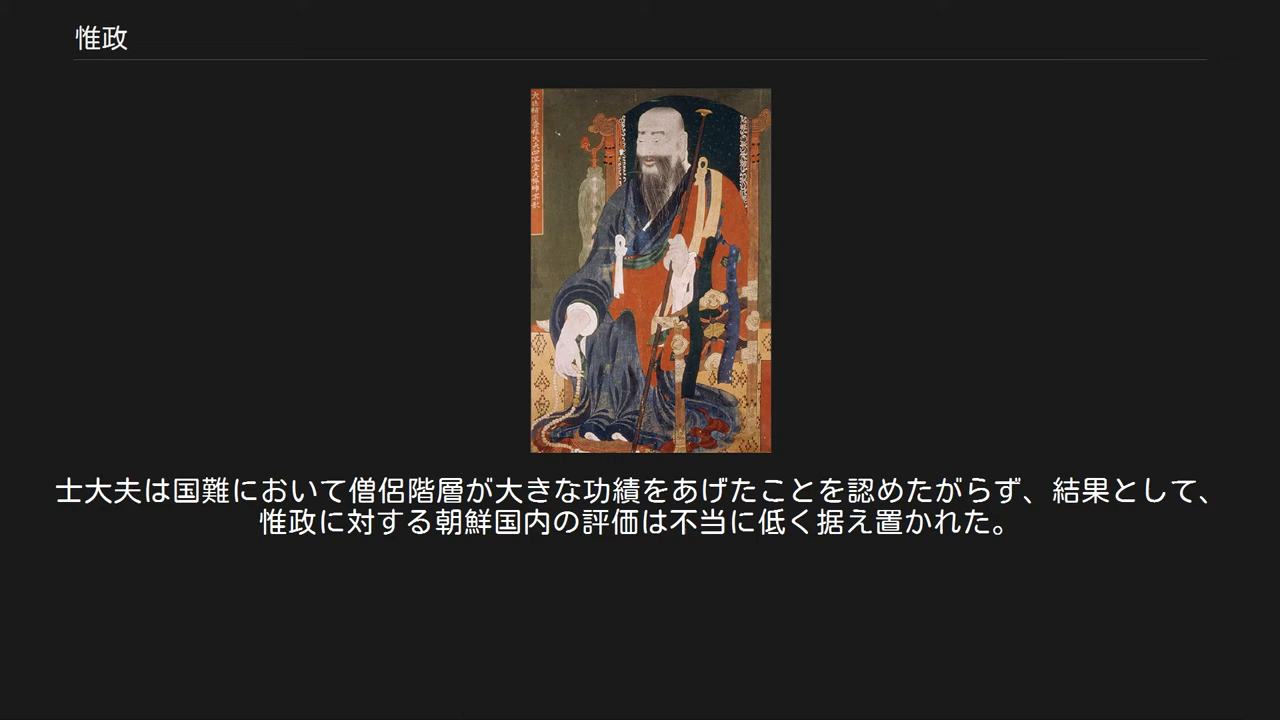 惟政
士大夫は国難において僧侶階層が大きな功績をあげたことを認めたがらず、結果として、
惟政に対する朝鮮国内の評価は不当に低く据え置かれた。